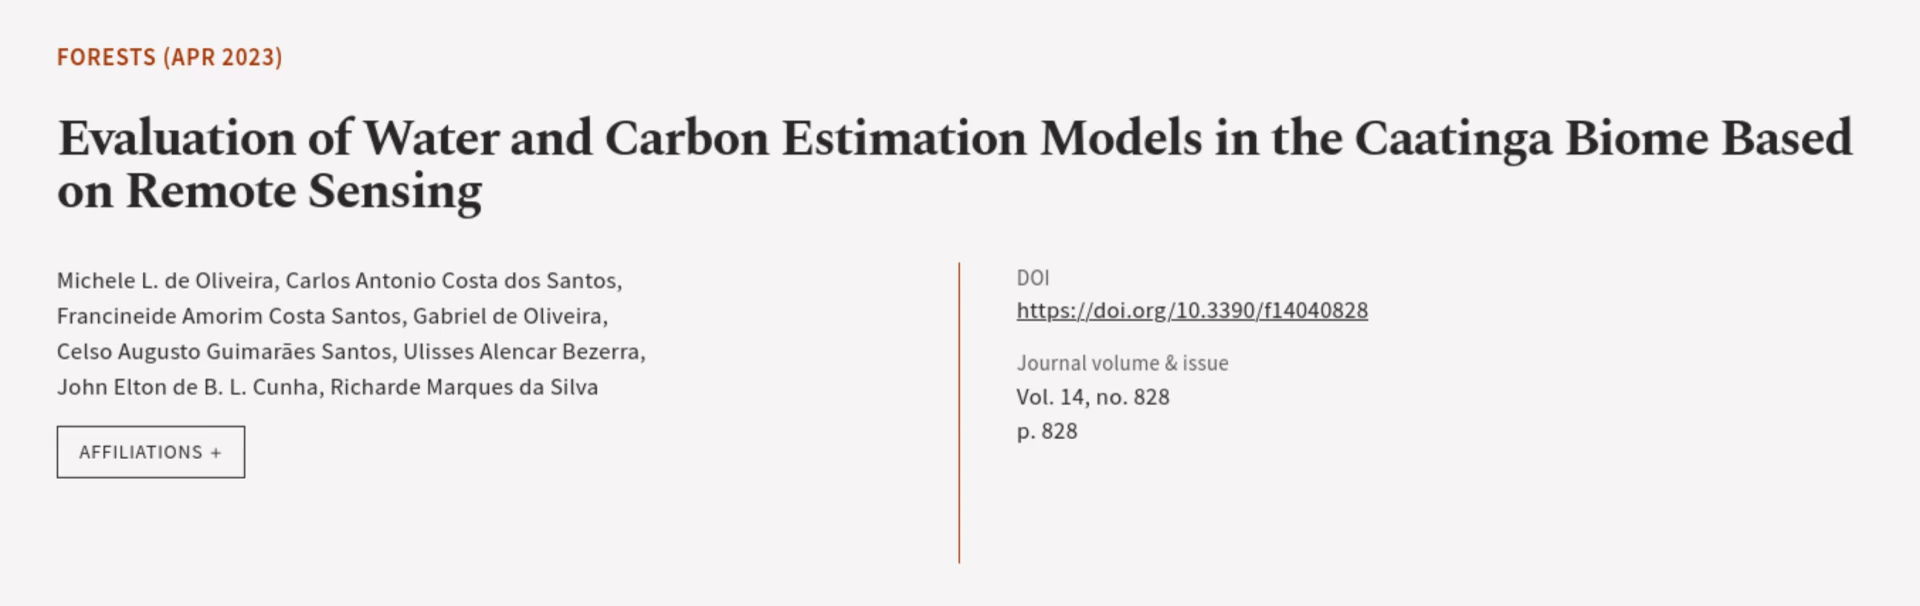 FORESTS (APR 2023)
Evaluation of Water and Carbon Estimation Models in the Caatinga Biome Based
on Remote Sensing
Michele L. de Oliveira, Carlos Antonio Costa dos Santos,
Francineide Amorim Costa Santos, Gabriel de Oliveira,
Celso Augusto Guimarães Santos, Ulisses Alencar Bezerra,
John Elton de B. L. Cunha, Richarde Marques da Silva
AFFILIATIONS +
DOI
https://doi.org/10.3390/f14040828
Journal volume & issue
Vol. 14, no. 828
p. 828